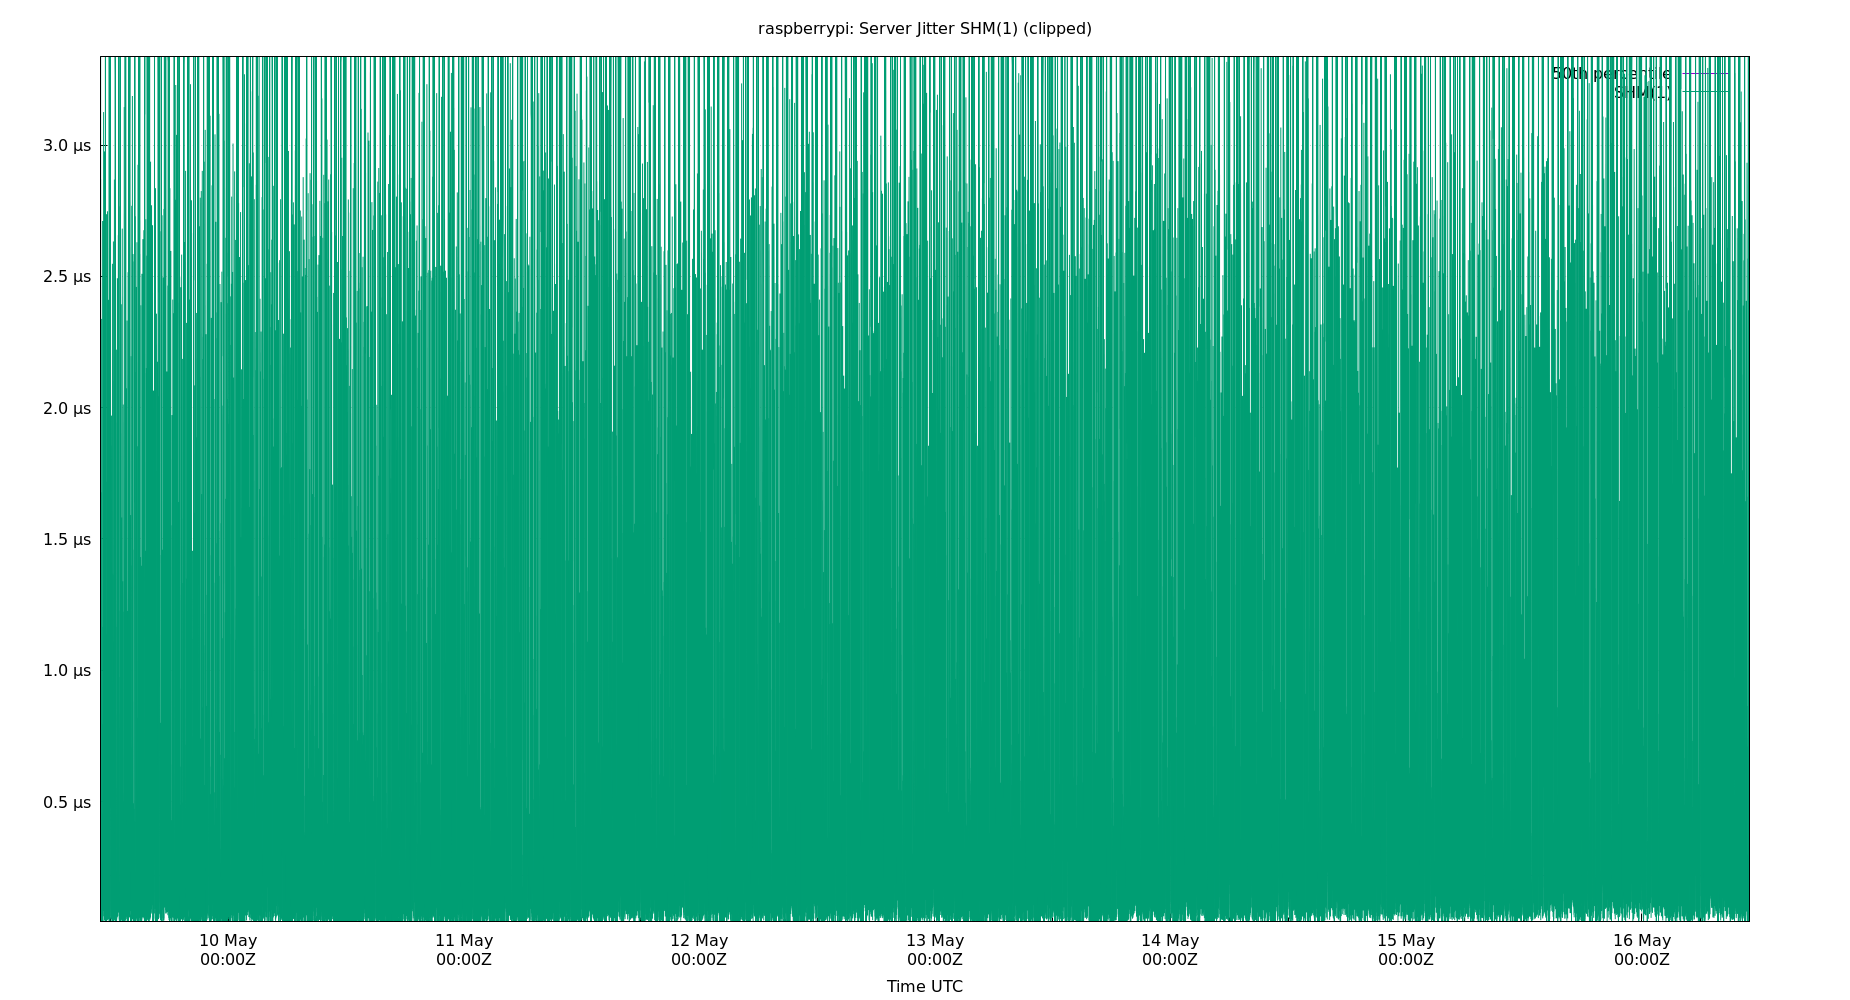 raspberrypi: Server Jitter SHM(1) (clipped)
50th percentile
SHM(1)
3.0 µs
2.5 µs
2.0 µs
1.5 µs
1.0 µs
0.5 µs
10 May 11 May 12 May 13 May 14 May 15 May 16 May
00:00Z 00:00Z 00:00Z 00:00Z 00:00Z 00:00Z 00:00Z
Time UTC